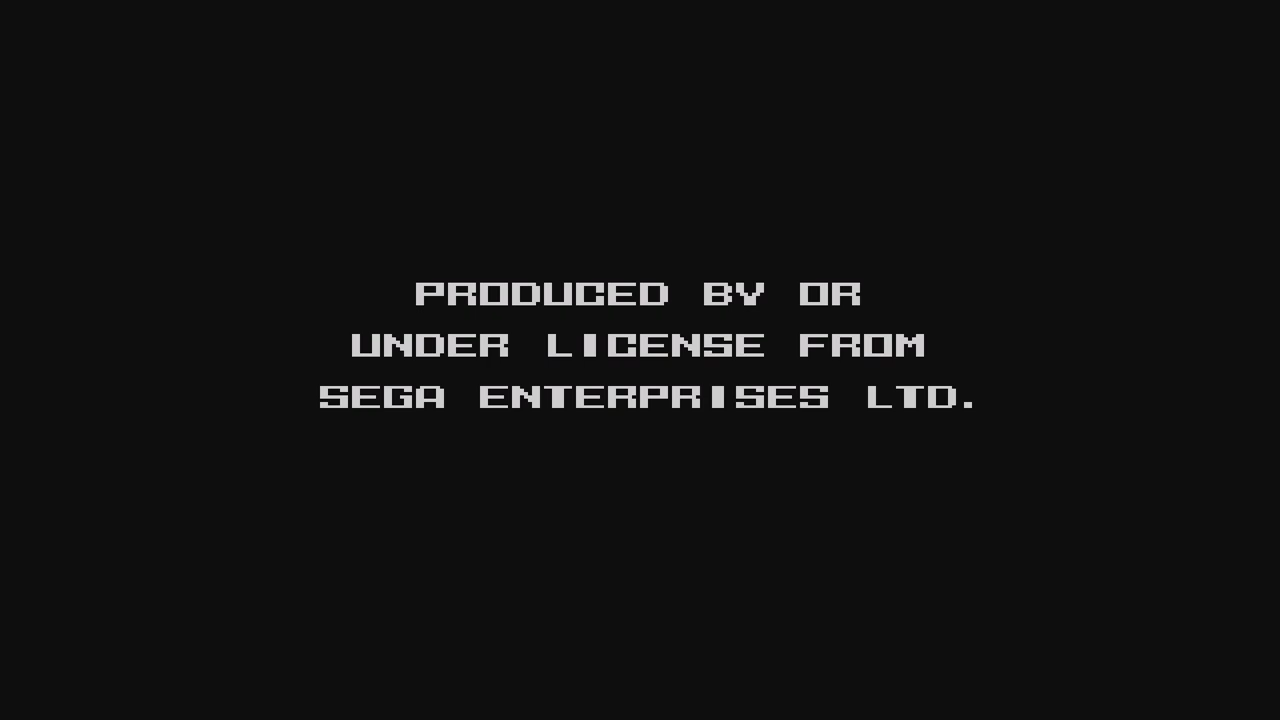 PRODUCED BY OR
UNDER LICENSE FROM
SEGA ENTERPRISES LTD.